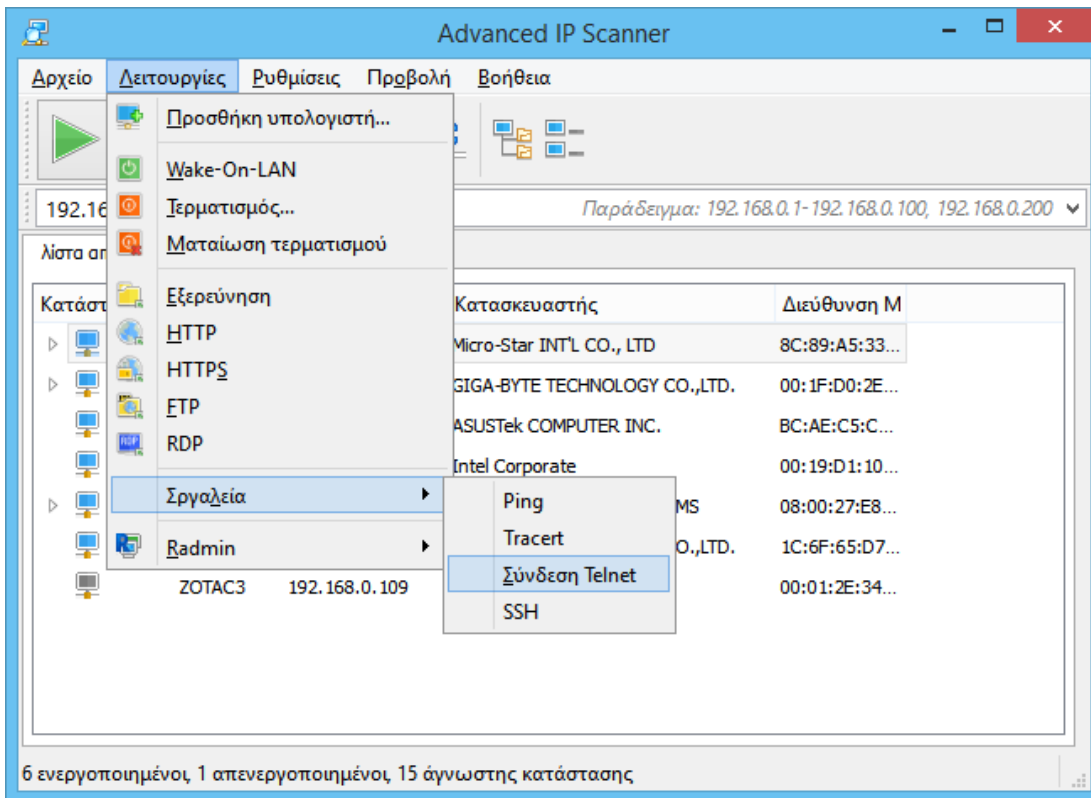 Advanced IP Scanner
Αρχείο Λειτουργίες Ρυθμίσεις Προβολή Βοήθεια
Προσθήκη υπολογιστή...
Wake-On-LAN
192.16
Τερματισμός...
Παράδειγμα: 192.168.0.1-192.168.0.100, 192.168.0.200
Ματαίωση τερματισμού
λίστα απ
Εξερεύνηση
Κατάστ Κατασκευαστής Διεύθυνση M
HTTP
Micro-Star INT'L CO., LTD 8C:89:A5:33...
HTTPS
GIGA-BYTE TECHNOLOGY CO.,LTD. 00:1F:D0:2E...
FTP
ASUSTek COMPUTER INC. BC:AE:C5:C...
RDP
Intel Corporate 00:19:D1:10...
Σργαλεία
Ping
MS 08:00:27:E8...
Radmin
Tracert
O.,LTD. 1C:6F:65:D7...
Σύνδεση Telnet
ZOTAC3 192.168.0.109 00:01:2E:34...
SSH
6 ενεργοποιημένοι, 1 απενεργοποιημένοι, 15 άγνωστης κατάστασης